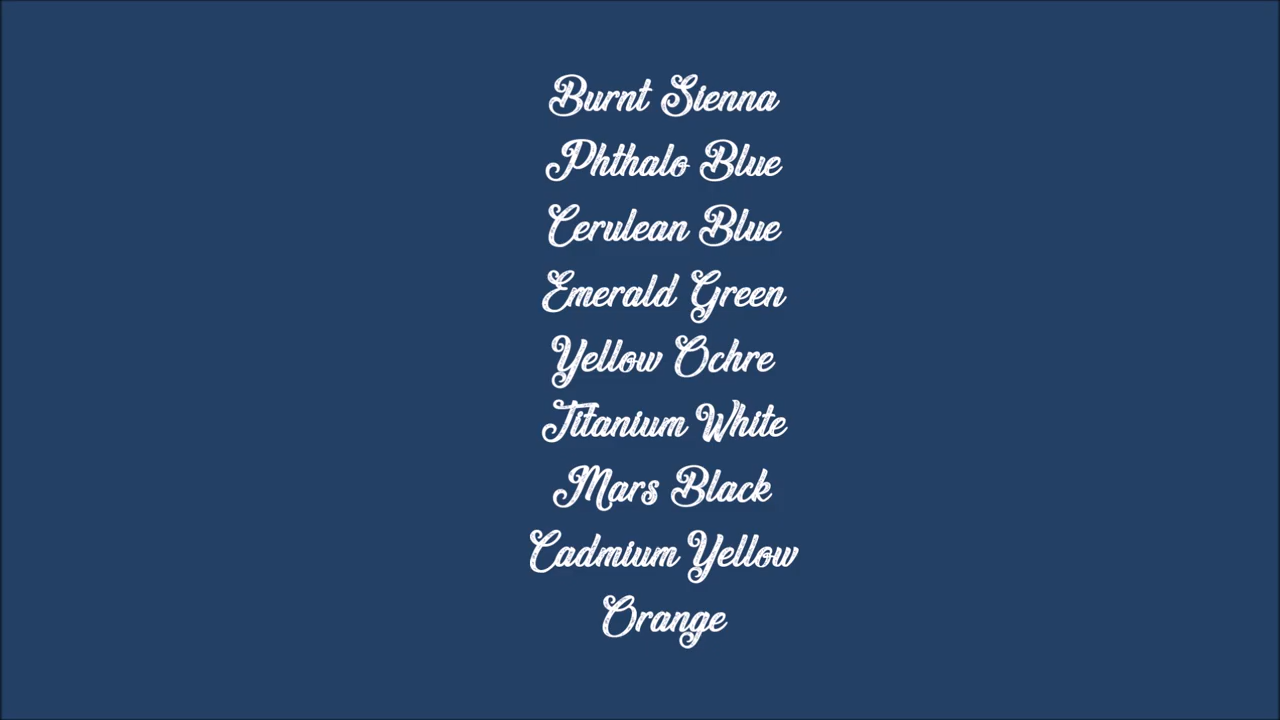 Burnt Sienna
Phthalo Blue
Cerulean Blue
Emerald Green
Yellow Ochre
Titanium White
Mars Black
Cadmium Yellow
Orange